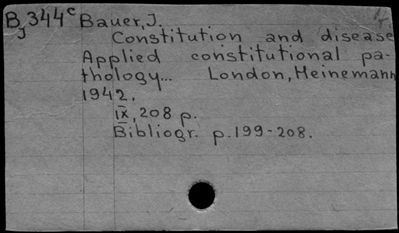 BJ344c Bauer, J.
Constitution and disease
Applied constitutional pa-
thology... London, Heinemann
1942.
IX, 208 p.
Bibliogr. p. 199-208.